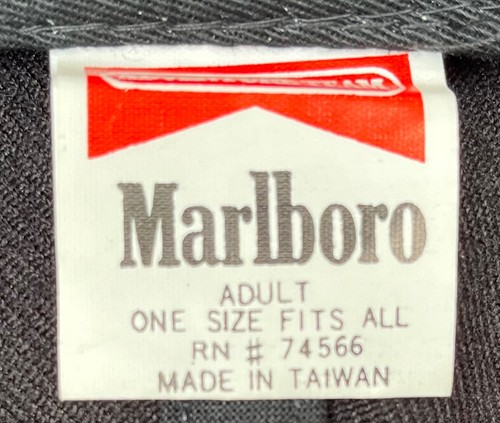 Marlboro
ADULT
ONE SIZE FITS ALL
RN # 74566
MADE IN TAIWAN